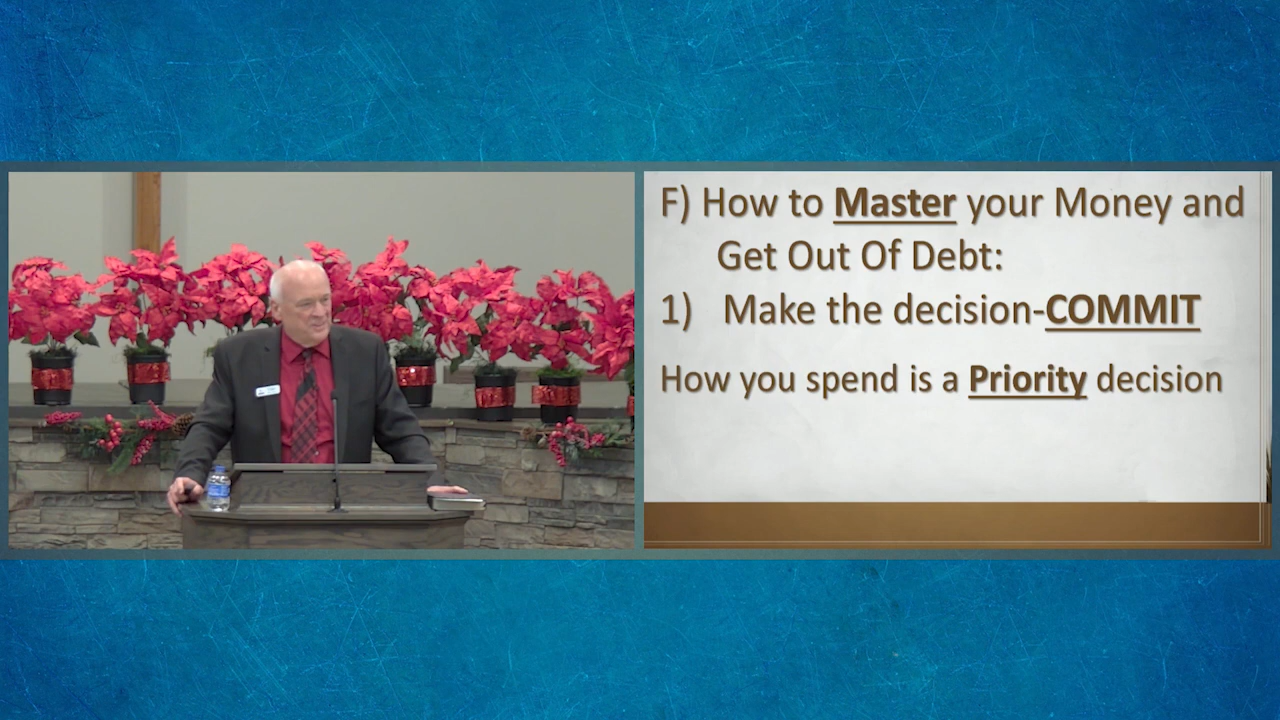 F) How to Master your Money and
Get Out Of Debt:
1) Make the decision-COMMIT
How you spend is a Priority decision